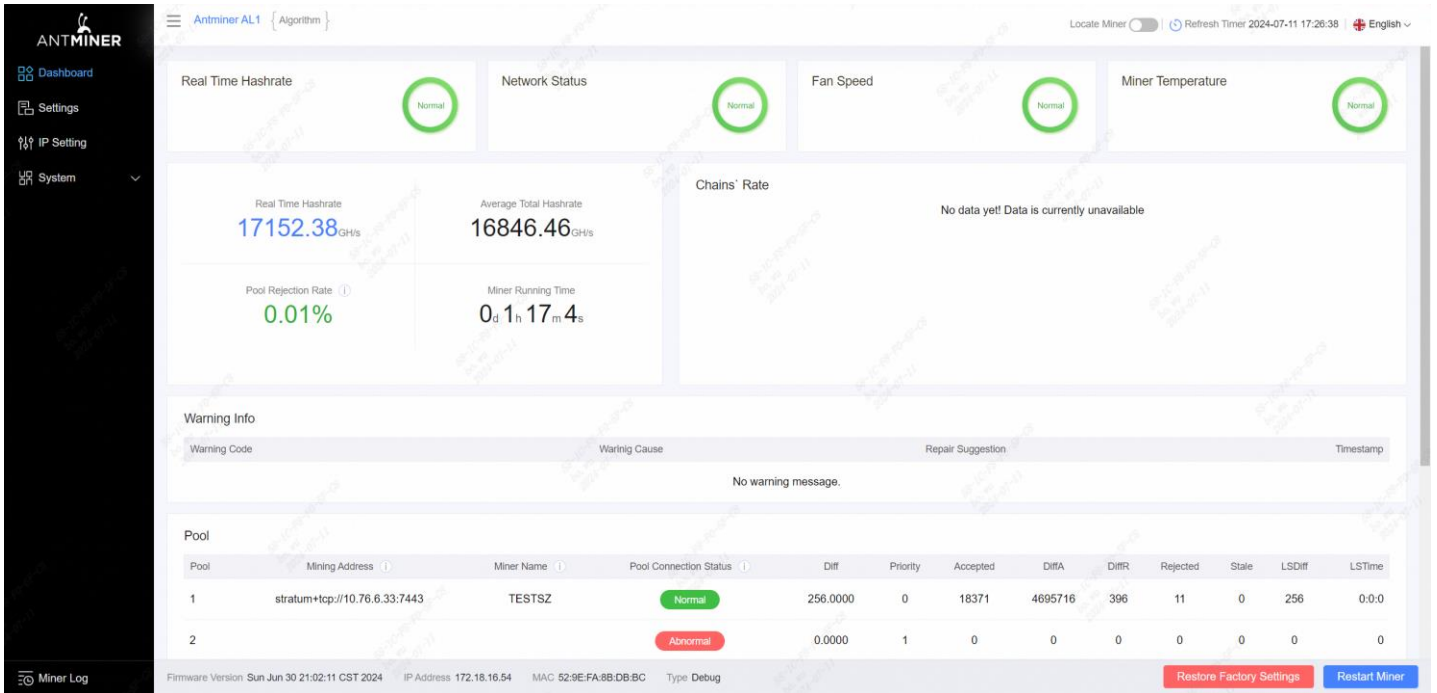 ANTMINER
Antminer AL1 { Algorithm }
Locate Miner Refresh Timer 2024-07-11 17:26:38 English
Dashboard
Settings
IP Setting
System
Real Time Hashrate Normal
Network Status Normal
Fan Speed Normal
Miner Temperature Normal
Real Time Hashrate
17152.38GH/s
Average Total Hashrate
16846.46GH/s
Pool Rejection Rate i
0.01%
Miner Running Time
0d 1h 17m 4s
Chains' Rate
No data yet! Data is currently unavailable
Warning Info
Warning Code Warinig Cause Repair Suggestion Timestamp
No warning message.
Pool
Pool Mining Address i Miner Name i Pool Connection Status i Diff Priority Accepted DiffA DiffR Rejected Stale LSDiff LSTime
1 stratum+tcp://10.76.6.33:7443 TESTSZ Normal 256.0000 0 18371 4695716 396 11 0 256 0:0:0
2 Abnormal 0.0000 1 0 0 0 0 0 0 0
Miner Log
Firmware Version Sun Jun 30 21:02:11 CST 2024 IP Address 172.18.16.54 MAC 52:9E:FA:8B:DB:BC Type Debug
Restore Factory Settings Restart Miner